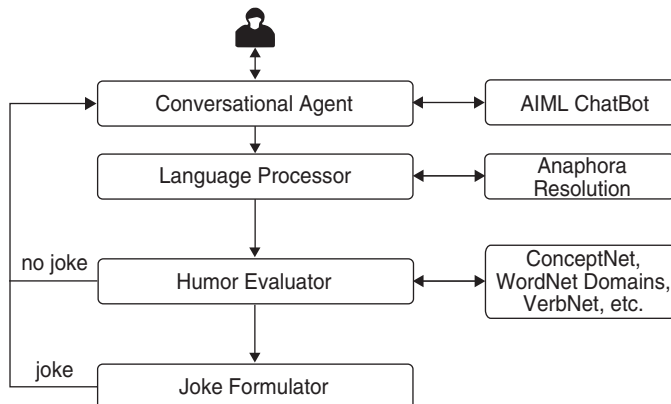 Conversational Agent
AIML ChatBot
Language Processor
Anaphora
Resolution
no joke
Humor Evaluator
ConceptNet,
WordNet Domains,
VerbNet, etc.
joke
Joke Formulator